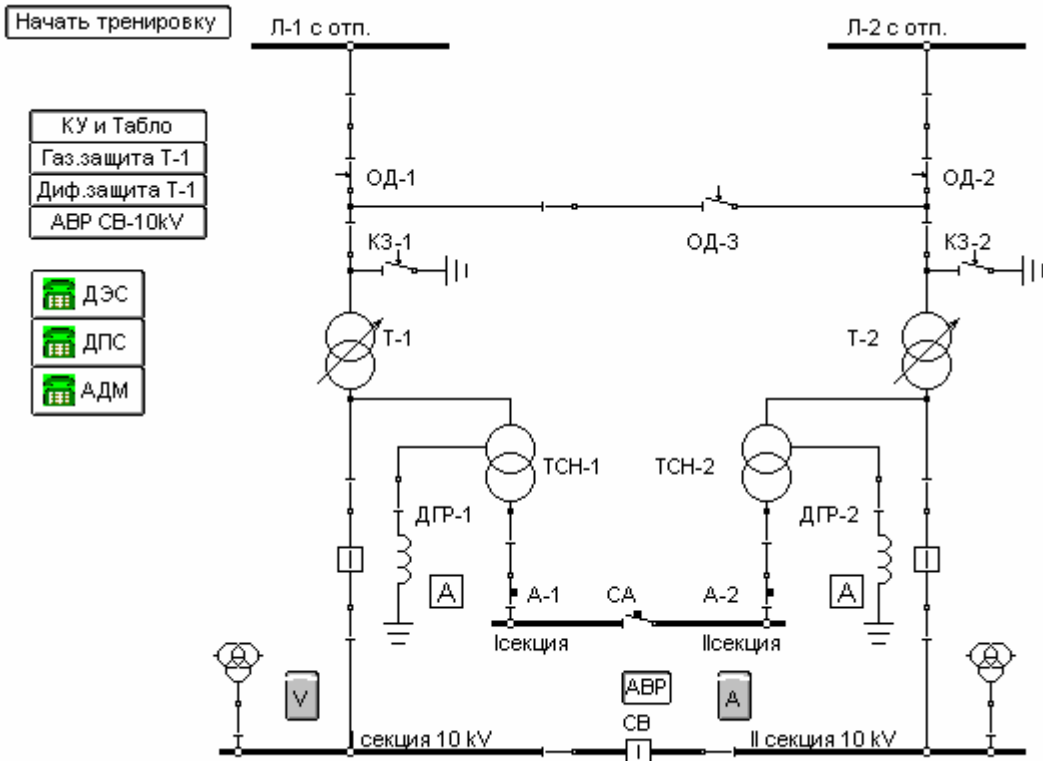 Начать тренировку
Л-1 с отп.
Л-2 с отп.
КУ и Табло
Газ.защита Т-1
Диф.защита Т-1
АВР СВ-10kV
ОД-1
ОД-2
ОД-3
КЗ-1
КЗ-2
ДЭС
ДПС
АДМ
Т-1
Т-2
ТСН-1
ТСН-2
ДГР-1
ДГР-2
I
I
А
А
А-1
СА
А-2
Iсекция
IIсекция
V
АВР
А
СВ
I секция 10 kV
I
II секция 10 kV